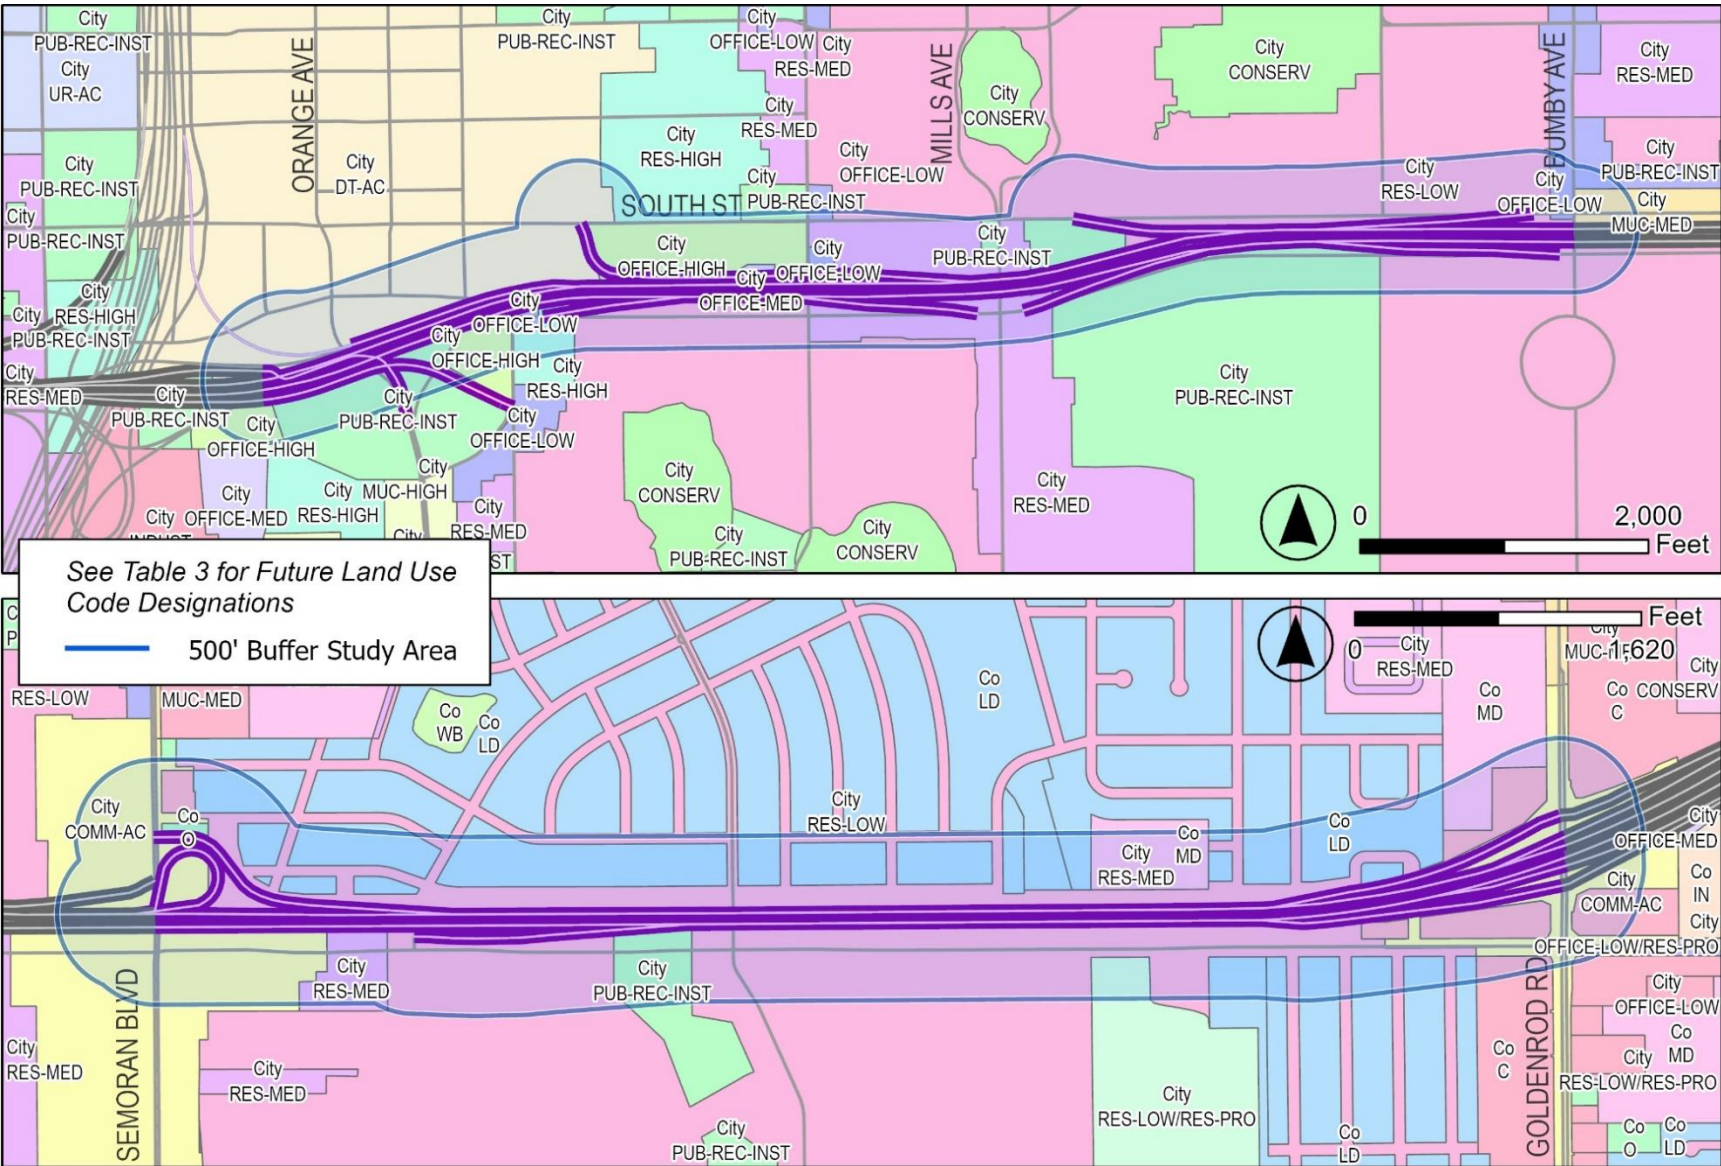 City
PUB-REC-INST
City
UR-AC
City
PUB-REC-INST
City
PUB-REC-INST
ORANGE AVE
City
DT-AC
City
PUB-REC-INST
City
OFFICE-LOW
City
RES-MED
City
RES-MED
City
RES-HIGH
City
PUB-REC-INST
SOUTH ST
City
OFFICE-LOW
MILLS AVE
City
CONSERV
City
CONSERV
BUMBY AVE
City
RES-MED
City
PUB-REC-INST
City
RES-LOW
City
OFFICE-LOW
City
MUC-MED
City
PUB-REC-INST
City
OFFICE-HIGH
City
OFFICE-LOW
City
OFFICE-MED
City
OFFICE-LOW
City
OFFICE-HIGH
City
RES-HIGH
City
RES-HIGH
City
PUB-REC-INST
City
RES-MED
City
PUB-REC-INST
City
OFFICE-HIGH
City
PUB-REC-INST
City
OFFICE-LOW
City
MUC-HIGH
City
OFFICE-MED
City
RES-HIGH
City
RES-MED
City
City
City
CONSERV
City
PUB-REC-INST
City
CONSERV
City
RES-MED
City
PUB-REC-INST
0
2,000
Feet
See Table 3 for Future Land Use
Code Designations
500' Buffer Study Area
RES-LOW
MUC-MED
Co
WB
Co
LD
Co
LD
City
RES-MED
Co
MD
0
1,620
Feet
City
City
CONSERV
Co
C
City
COMM-AC
Co
O
City
RES-LOW
City
RES-MED
Co
MD
Co
LD
City
OFFICE-MED
City
COMM-AC
Co
IN
City
OFFICE-LOW/RES-PRO
City
RES-MED
City
PUB-REC-INST
SEMORAN BLVD
City
RES-MED
City
RES-MED
City
PUB-REC-INST
City
RES-LOW/RES-PRO
Co
LD
Co
C
GOLDENROD RD
City
OFFICE-LOW
Co
MD
City
RES-LOW/RES-PRO
Co
O
Co
LD